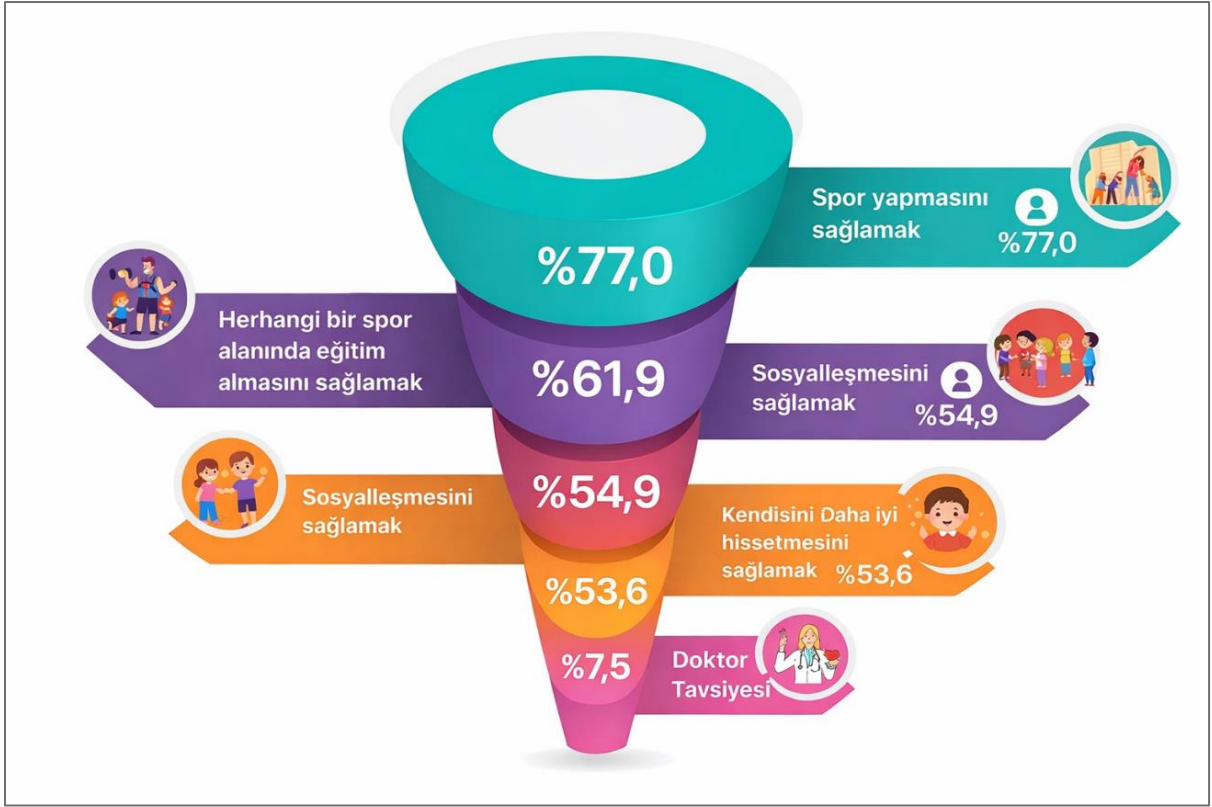 %77,0
Spor yapmasını
sağlamak
%77,0
Herhangi bir spor
alanında eğitim
almasını sağlamak
%61,9
Sosyalleşmesini
sağlamak
%54,9
Sosyalleşmesini
sağlamak
%54,9
Kendisini Daha iyi
hissetmesini
sağlamak %53,6
%53,6
%7,5
Doktor
Tavsiyesi